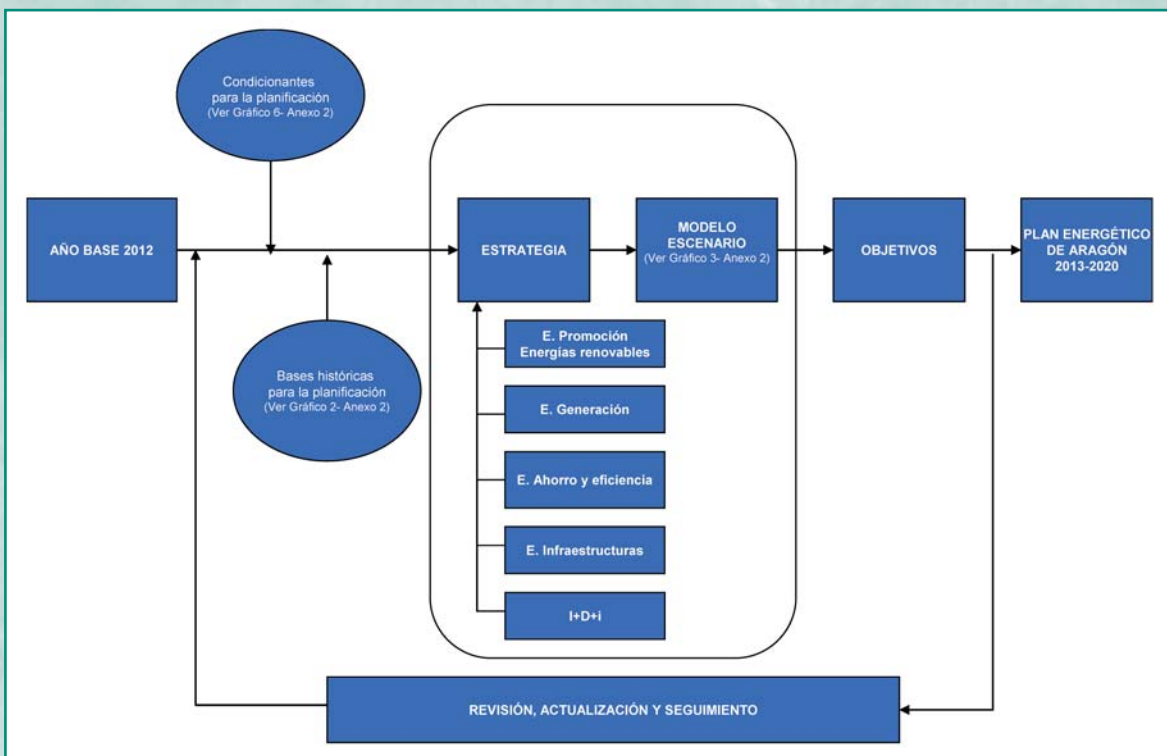 Condicionantes
para la planificación
(Ver Gráfico 6- Anexo 2)
AÑO BASE 2012
ESTRATEGIA
MODELO
ESCENARIO
(Ver Gráfico 3- Anexo 2)
OBJETIVOS
PLAN ENERGÉTICO
DE ARAGÓN
2013-2020
Bases históricas
para la planificación
(Ver Gráfico 2- Anexo 2)
E. Promoción
Energías renovables
E. Generación
E. Ahorro y eficiencia
E. Infraestructuras
I+D+i
REVISIÓN, ACTUALIZACIÓN Y SEGUIMIENTO